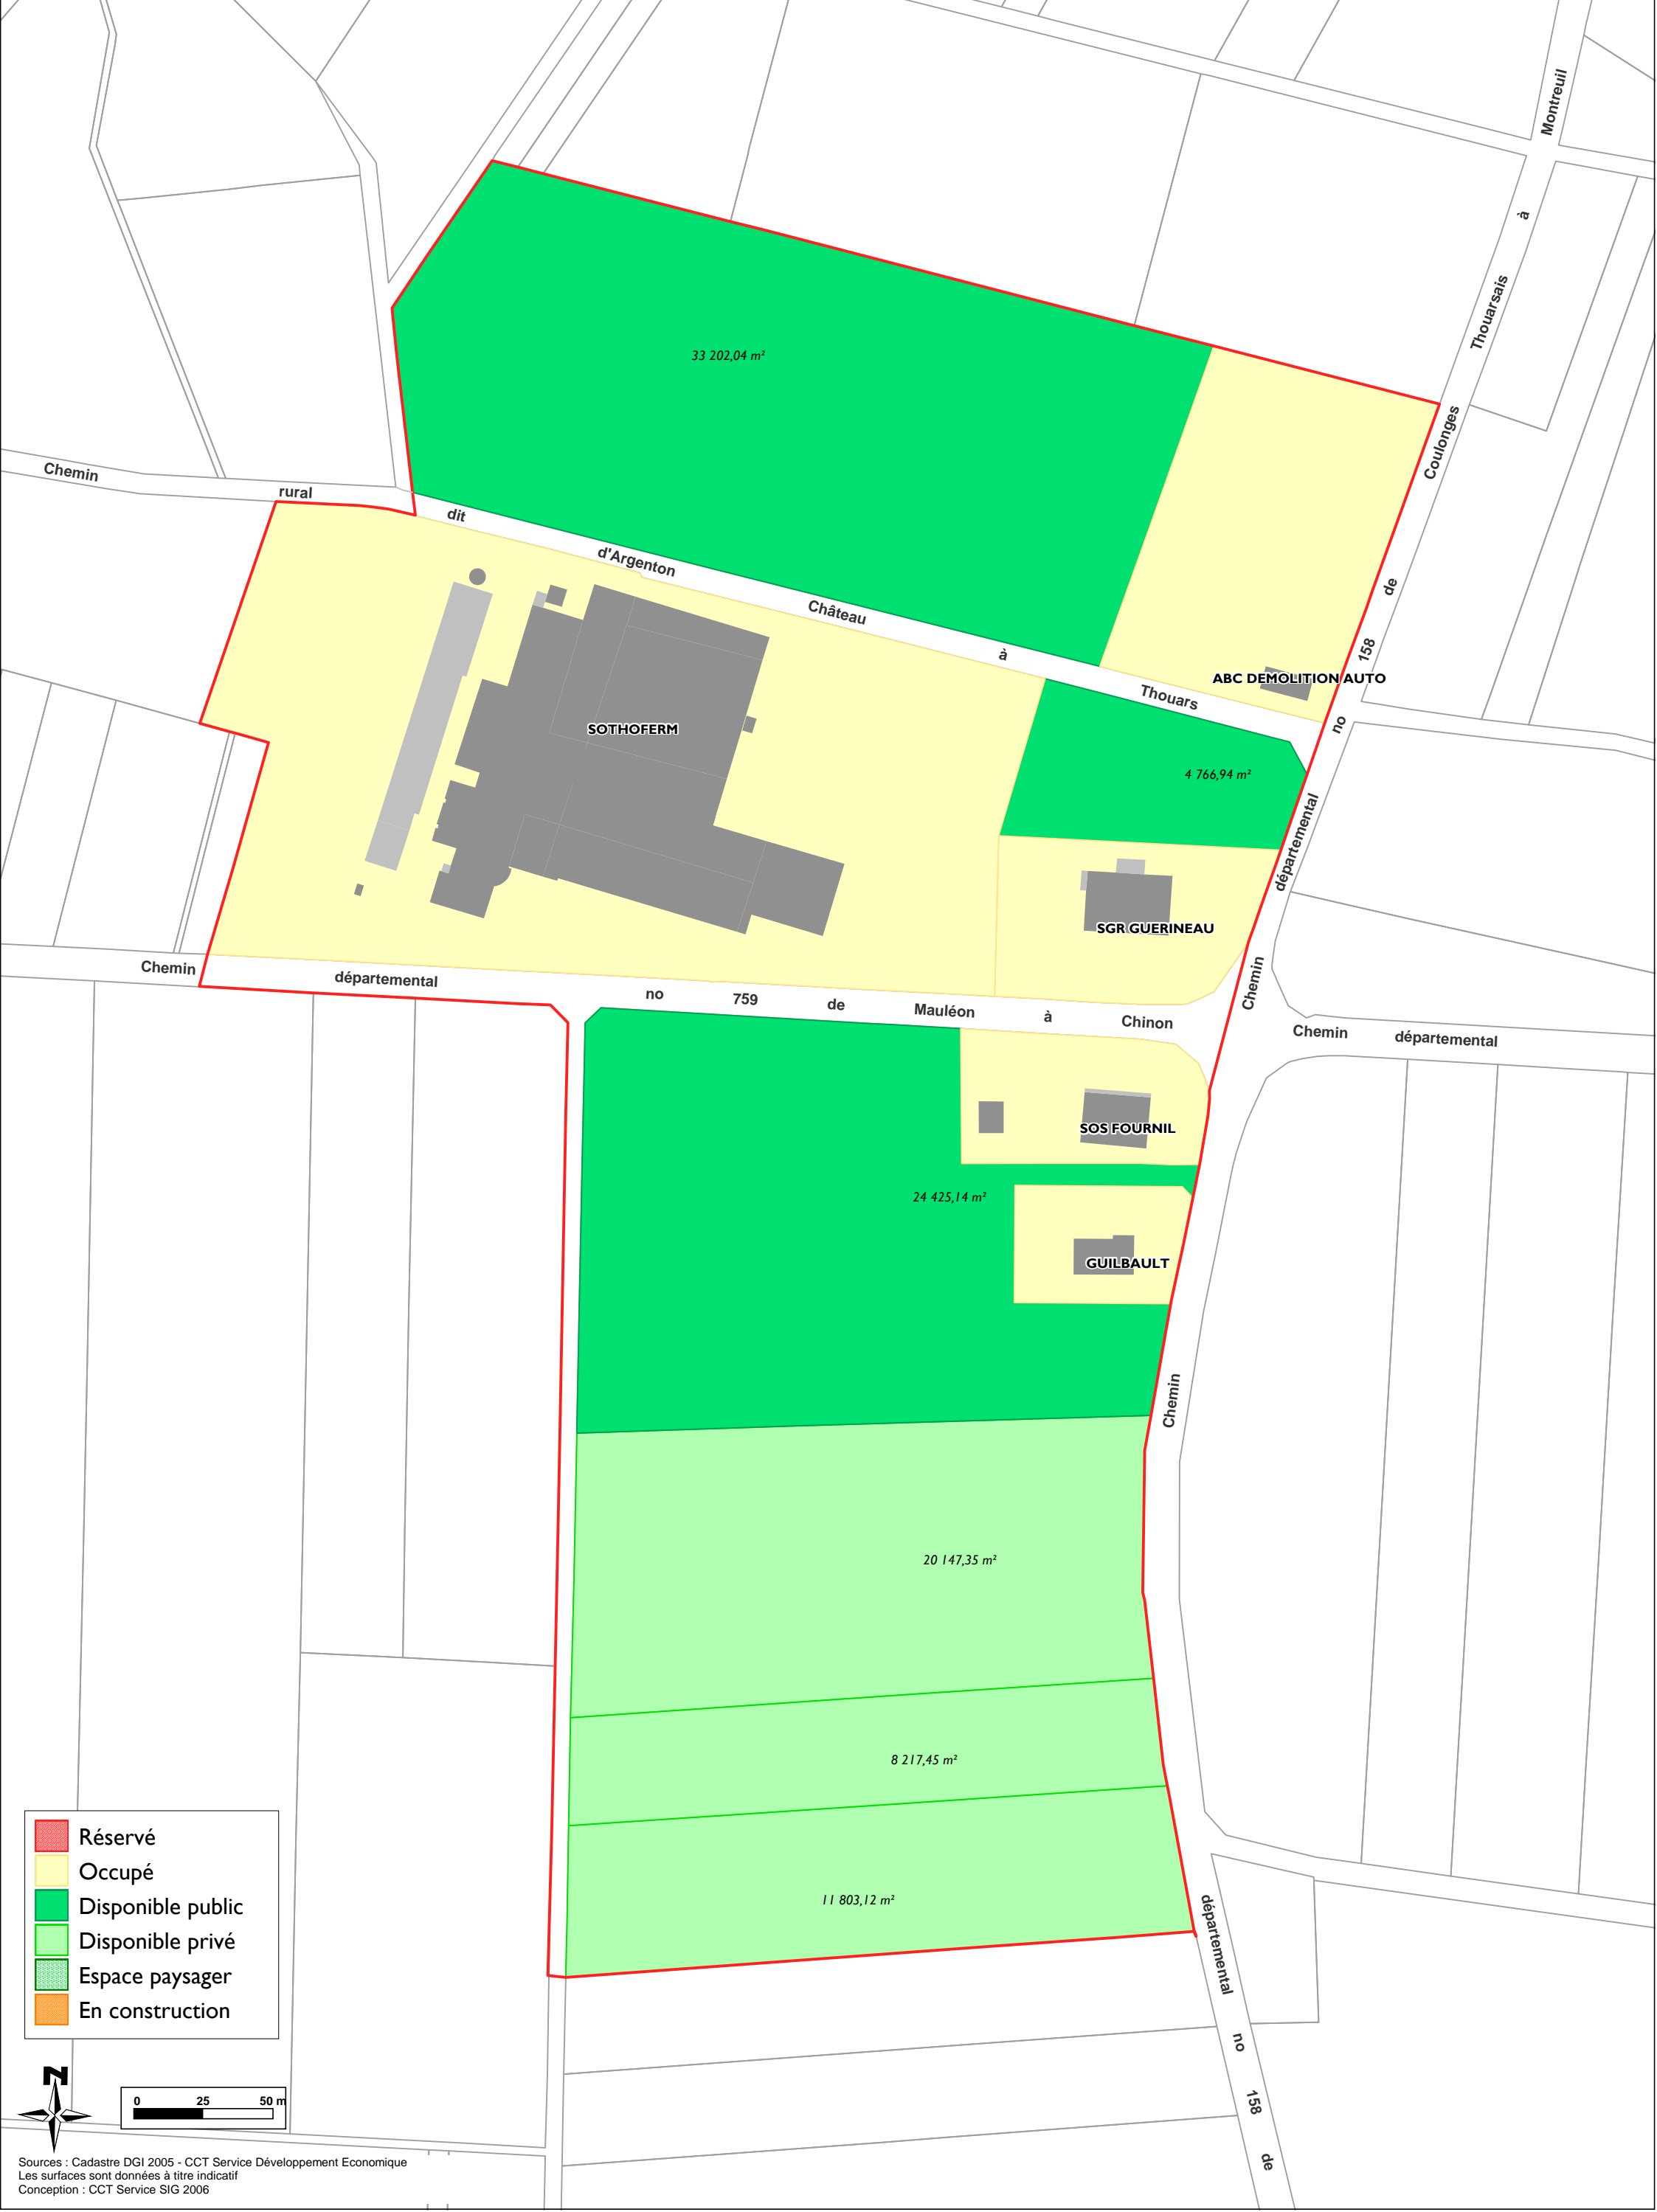 Montreuil
à
Thouarsais
Coulonges
de
158
no
départemental
Chemin
33 202,04 m²
Chemin
rural
dit
d'Argenton
Château
à
Thouars
ABC DEMOLITION AUTO
SOTHOFERM
4 766,94 m²
SGR GUERINEAU
Chemin
départemental
no
759
de
Mauléon
à
Chinon
Chemin
départemental
SOS FOURNIL
24 425,14 m²
GUILBAULT
Chemin
20 147,35 m²
8 217,45 m²
11 803,12 m²
départemental
no
158
de
Réservé
Occupé
Disponible public
Disponible privé
Espace paysager
En construction
N
0 25 50 m
Sources : Cadastre DGI 2005 - CCT Service Développement Economique
Les surfaces sont données à titre indicatif
Conception : CCT Service SIG 2006